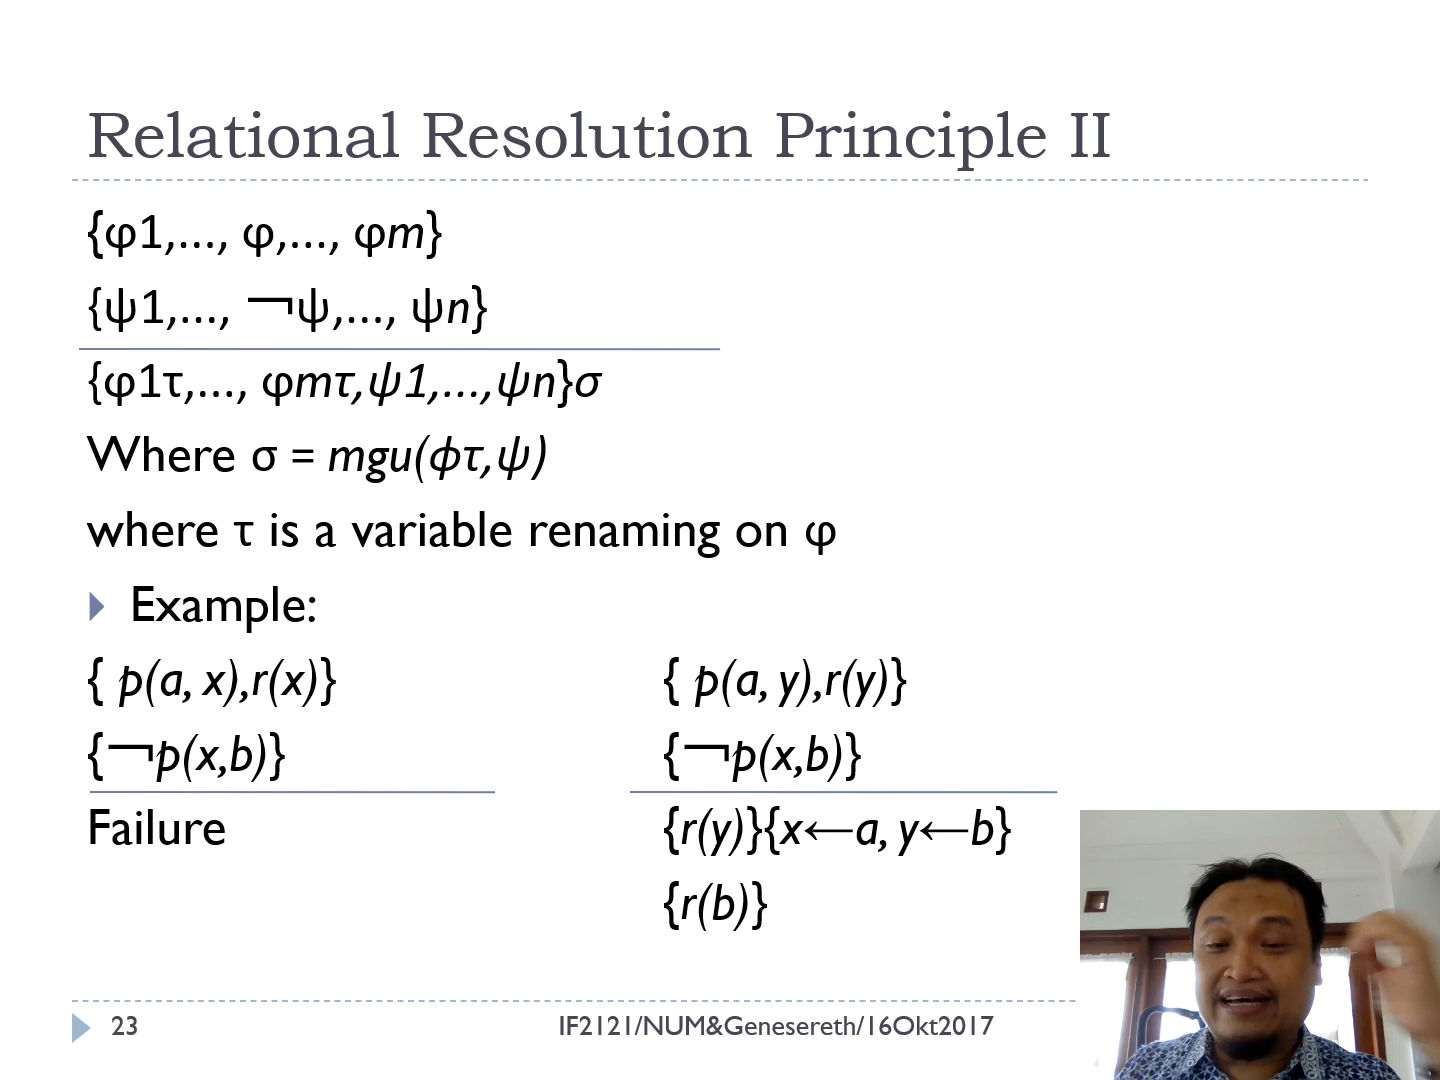 Relational Resolution Principle II
{φ1,..., φ,..., φm}
{ψ1,..., ¬ψ,..., ψn}
{φ1τ,..., φmτ,ψ1,...,ψn}σ
Where σ = mgu(ϕτ,ψ)
where τ is a variable renaming on φ
Example:
{ p(a, x),r(x)}
{¬p(x,b)}
Failure
{ p(a, y),r(y)}
{¬p(x,b)}
{r(y)}{x←a, y←b}
{r(b)}
23
IF2121/NUM&Genesereth/16Okt2017